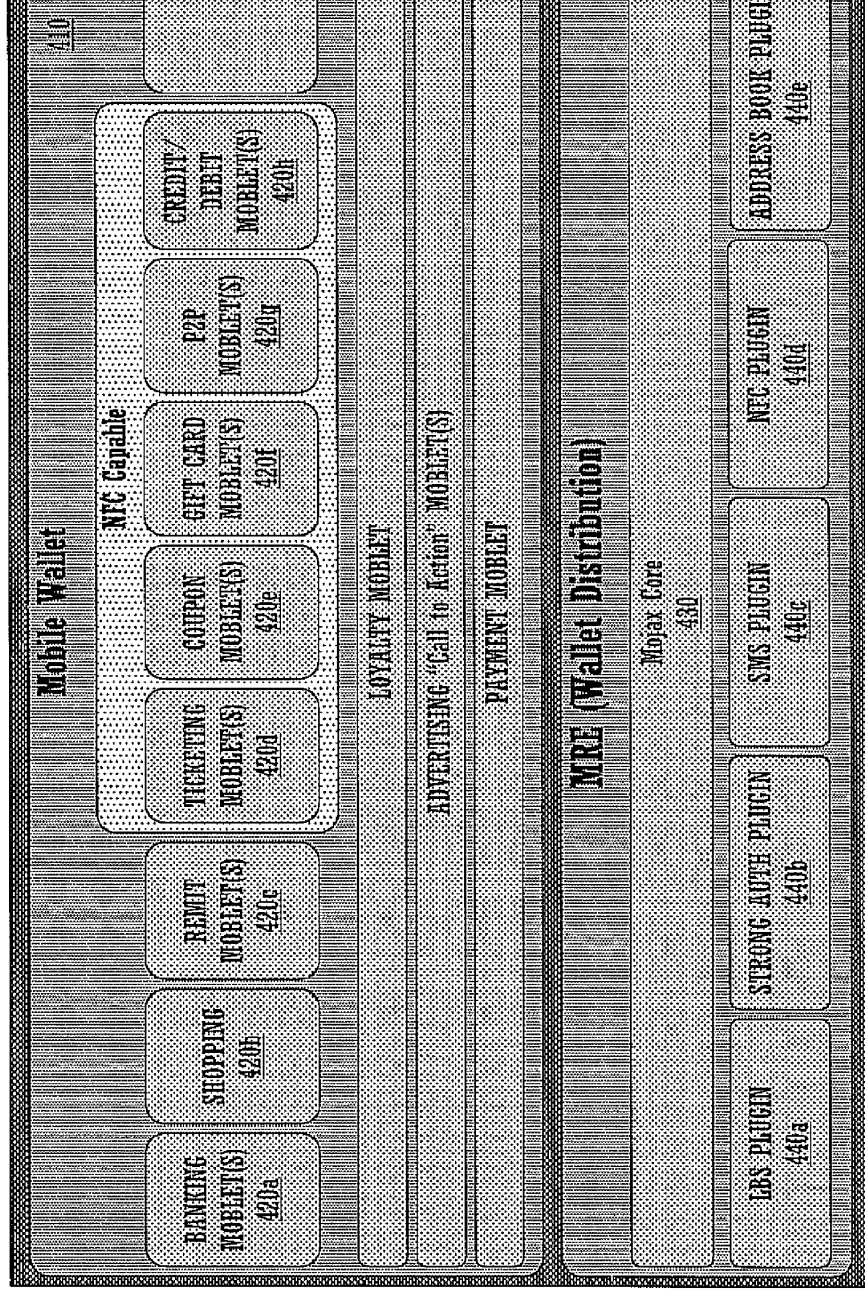 Mobile Wallet
410
NFC Capable
BANKING
MOBLET(S)
420a
SHOPPING
420b
REMIT
MOBLET(S)
420c
TICKETING
MOBLET(S)
420d
COUPON
MOBLET(S)
420e
GIFT CARD
MOBLET(S)
420f
P2P
MOBLET(S)
420g
CREDIT/
DEBIT
MOBLET(S)
420h
LOYALTY MOBLET
ADVERTISING "Call to Action" MOBLET(S)
PAYMENT MOBLET
MRE (Wallet Distribution)
Mojax Core
430
LBS PLUGIN
440a
STRONG AUTH PLUGIN
440b
SMS PLUGIN
440c
NFC PLUGIN
440d
ADDRESS BOOK
440e